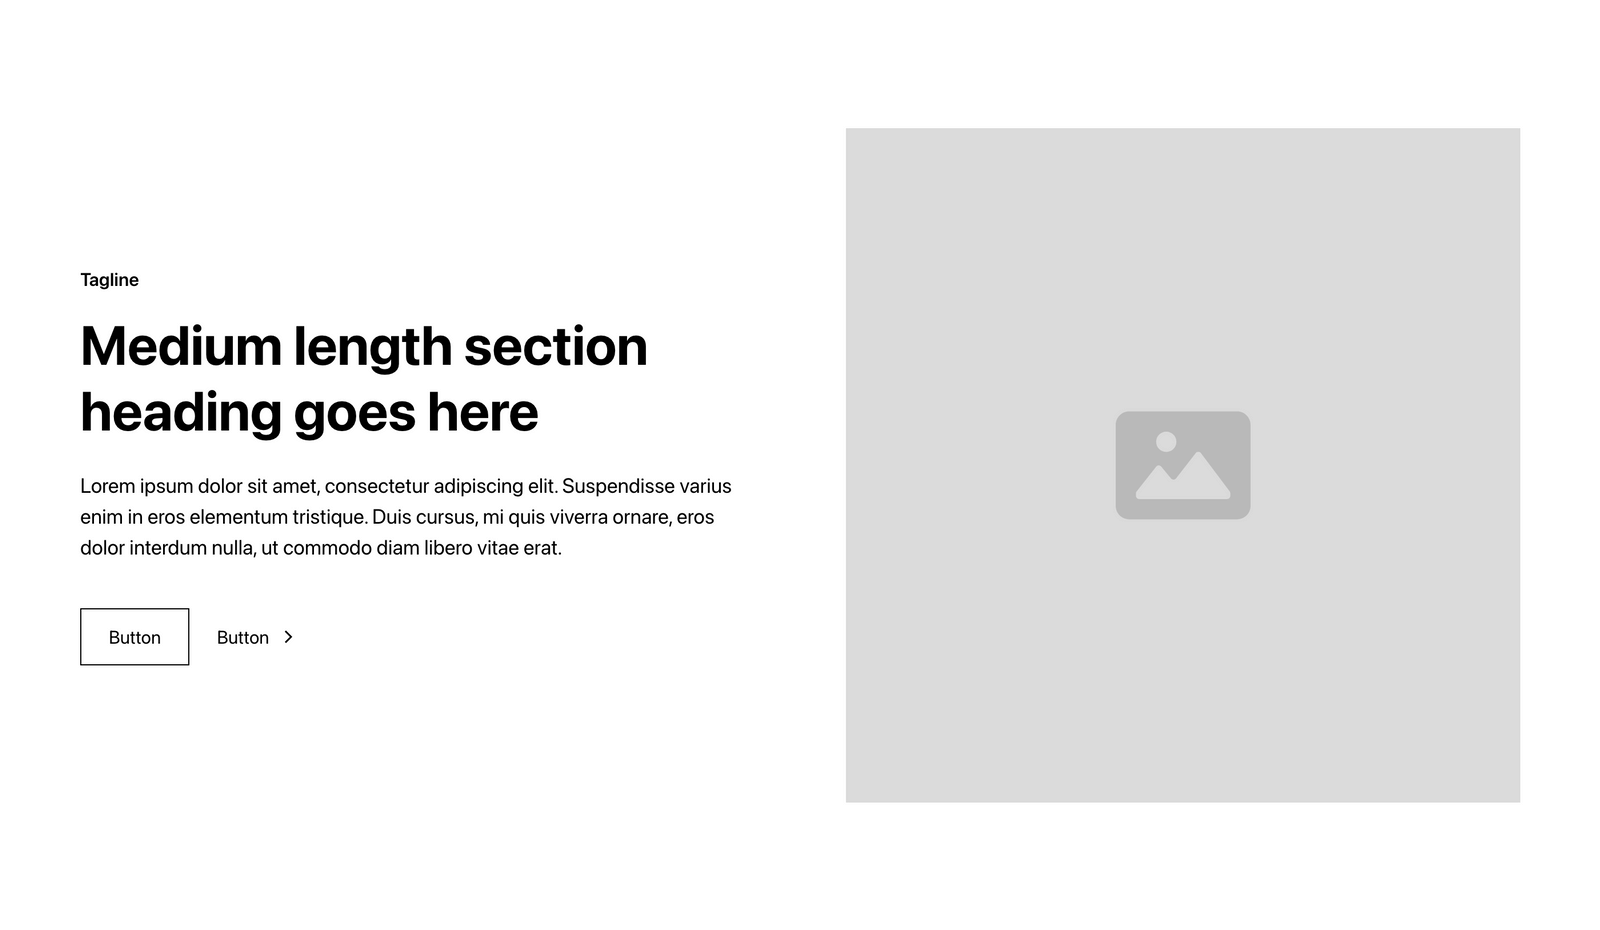 Tagline
Medium length section
heading goes here
Lorem ipsum dolor sit amet, consectetur adipiscing elit. Suspendisse varius
enim in eros elementum tristique. Duis cursus, mi quis viverra ornare, eros
dolor interdum nulla, ut commodo diam libero vitae erat.
Button
Button